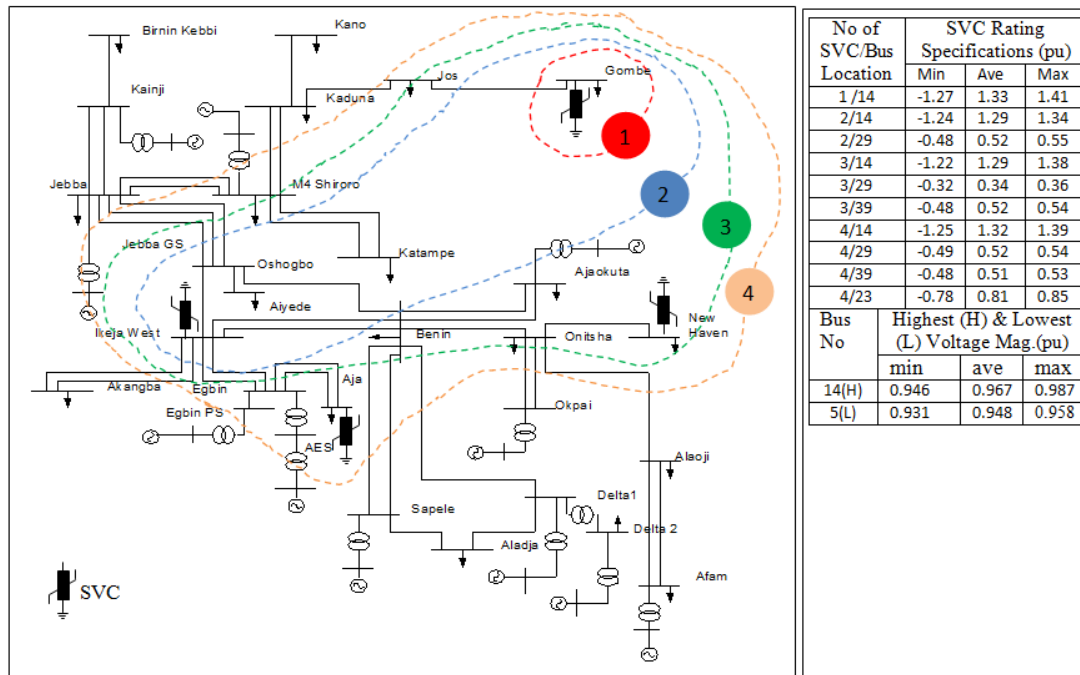 Birnin Kebbi
Kano
Kainji
Kaduna
Jos
Gombe
1
Jebba
M4 Shiroro
2
3
4
Jebba GS
Oshogbo
Katampe
Ajaokuta
Aiyede
Ikeja West
Benin
Onitsha
New
Haven
Akangba
Egbin
Aja
Egbin PS
Okpai
AES
Alaoji
Sapele
Delta1
Delta 2
Aladja
Afam
SVC
No of SVC/Bus Location | SVC Rating Specifications (pu)
Min Ave Max
1 /14 -1.27 1.33 1.41
2/14 -1.24 1.29 1.34
2/29 -0.48 0.52 0.55
3/14 -1.22 1.29 1.38
3/29 -0.32 0.34 0.36
3/39 -0.48 0.52 0.54
4/14 -1.25 1.32 1.39
4/29 -0.49 0.52 0.54
4/39 -0.48 0.51 0.53
4/23 -0.78 0.81 0.85
Bus No | Highest (H) & Lowest (L) Voltage Mag.(pu)
min ave max
14(H) 0.946 0.967 0.987
5(L) 0.931 0.948 0.958